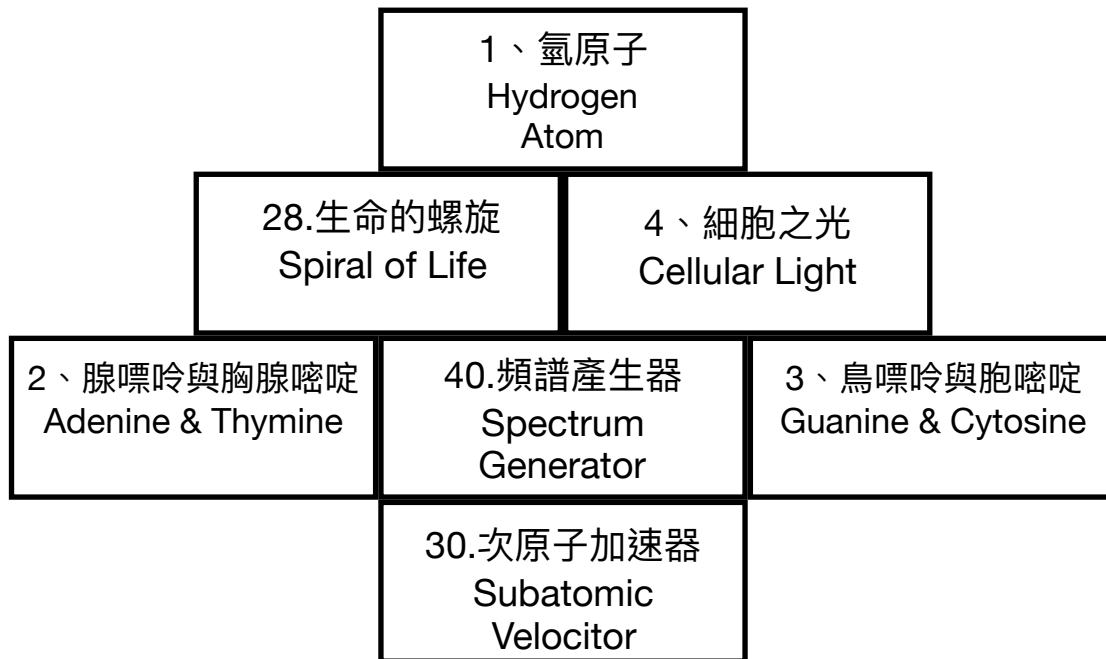 1、氫原子
Hydrogen
Atom
28.生命的螺旋
Spiral of Life
4、細胞之光
Cellular Light
2、腺嘌呤與胸腺嘧啶
Adenine & Thymine
40.頻譜產生器
Spectrum
Generator
3、鳥嘌呤與胞嘧啶
Guanine & Cytosine
30.次原子加速器
Subatomic
Velocitor